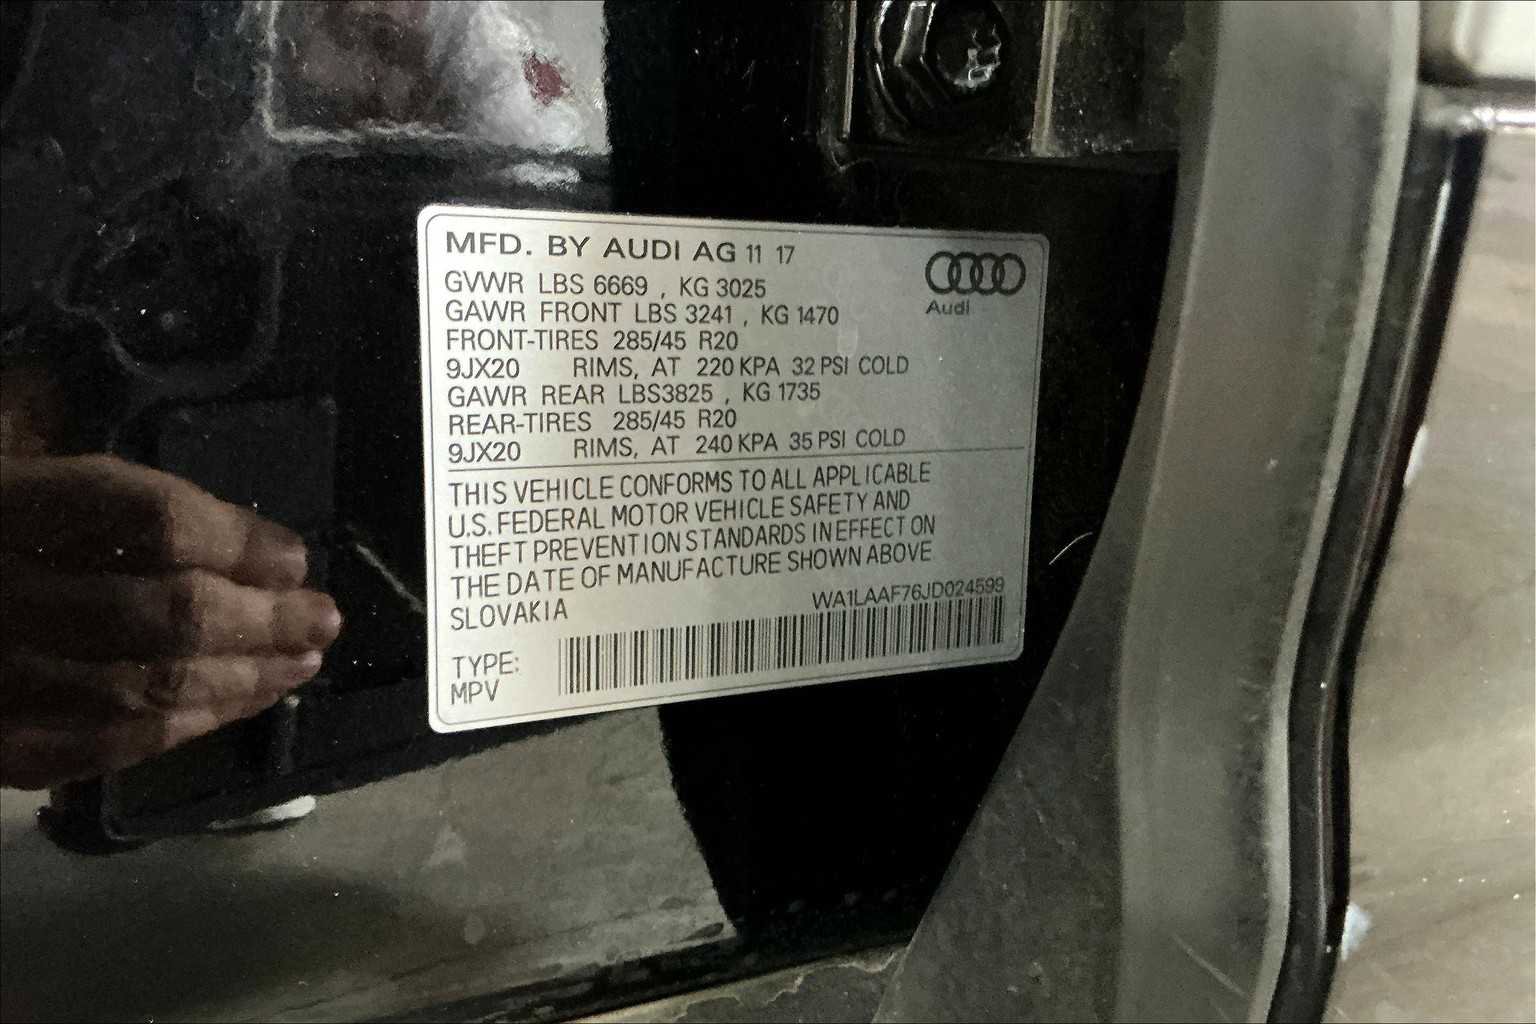 MFD. BY AUDI AG 11 17
GVWR LBS 6669 , KG 3025
GAWR FRONT LBS 3241 , KG 1470
FRONT-TIRES 285/45 R20
9JX20 RIMS, AT 220 KPA 32 PSI COLD
GAWR REAR LBS3825 , KG 1735
REAR-TIRES 285/45 R20
9JX20 RIMS, AT 240 KPA 35 PSI COLD
Audi
THIS VEHICLE CONFORMS TO ALL APPLICABLE
U.S. FEDERAL MOTOR VEHICLE SAFETY AND
THEFT PREVENTION STANDARDS IN EFFECT ON
THE DATE OF MANUFACTURE SHOWN ABOVE
SLOVAKIA
WA1LAAF76JD024599
TYPE:
MPV